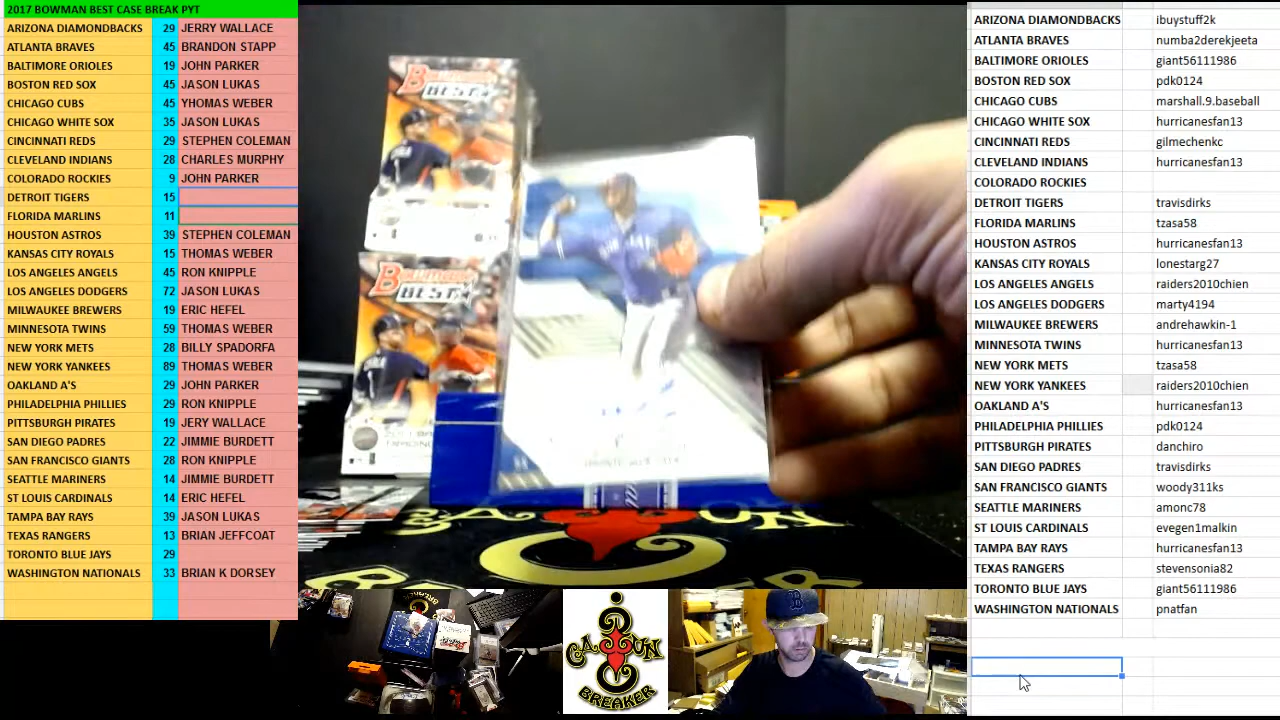 2017 BOWMAN BEST CASE BREAK PYT
ARIZONA DIAMONDBACKS 29 JERRY WALLACE
ATLANTA BRAVES 45 BRANDON STAPP
BALTIMORE ORIOLES 19 JOHN PARKER
BOSTON RED SOX 45 JASON LUKAS
CHICAGO CUBS 45 YHOMAS WEBER
CHICAGO WHITE SOX 35 JASON LUKAS
CINCINNATI REDS 29 STEPHEN COLEMAN
CLEVELAND INDIANS 28 CHARLES MURPHY
COLORADO ROCKIES 9 JOHN PARKER
DETROIT TIGERS 15
FLORIDA MARLINS 11
HOUSTON ASTROS 39 STEPHEN COLEMAN
KANSAS CITY ROYALS 15 THOMAS WEBER
LOS ANGELES ANGELS 45 RON KNIPPLE
LOS ANGELES DODGERS 72 JASON LUKAS
MILWAUKEE BREWERS 19 ERIC HEFEL
MINNESOTA TWINS 59 THOMAS WEBER
NEW YORK METS 28 BILLY SPADORFA
NEW YORK YANKEES 89 THOMAS WEBER
OAKLAND A'S 29 JOHN PARKER
PHILADELPHIA PHILLIES 29 RON KNIPPLE
PITTSBURGH PIRATES 19 JERY WALLACE
SAN DIEGO PADRES 22 JIMMIE BURDETT
SAN FRANCISCO GIANTS 28 RON KNIPPLE
SEATTLE MARINERS 14 JIMMIE BURDETT
ST LOUIS CARDINALS 14 ERIC HEFEL
TAMPA BAY RAYS 39 JASON LUKAS
TEXAS RANGERS 13 BRIAN JEFFCOAT
TORONTO BLUE JAYS 29
WASHINGTON NATIONALS 33 BRIAN K DORSEY
BOWMAN'S
BEST
BOWMAN'S
BEST
CAJUN
BREAKER
CAJUN
BREAKER
ARIZONA DIAMONDBACKS ibuystuff2k
ATLANTA BRAVES numba2derekjeeta
BALTIMORE ORIOLES giant56111986
BOSTON RED SOX pdk0124
CHICAGO CUBS marshall.9.baseball
CHICAGO WHITE SOX hurricanesfan13
CINCINNATI REDS gilmechenkc
CLEVELAND INDIANS hurricanesfan13
COLORADO ROCKIES
DETROIT TIGERS travisdirks
FLORIDA MARLINS tzasa58
HOUSTON ASTROS hurricanesfan13
KANSAS CITY ROYALS lonestarg27
LOS ANGELES ANGELS raiders2010chien
LOS ANGELES DODGERS marty4194
MILWAUKEE BREWERS andrehawkin-1
MINNESOTA TWINS hurricanesfan13
NEW YORK METS tzasa58
NEW YORK YANKEES raiders2010chien
OAKLAND A'S hurricanesfan13
PHILADELPHIA PHILLIES pdk0124
PITTSBURGH PIRATES danchiro
SAN DIEGO PADRES travisdirks
SAN FRANCISCO GIANTS woody311ks
SEATTLE MARINERS amonc78
ST LOUIS CARDINALS evegen1malkin
TAMPA BAY RAYS hurricanesfan13
TEXAS RANGERS stevensonia82
TORONTO BLUE JAYS giant56111986
WASHINGTON NATIONALS pnatfan